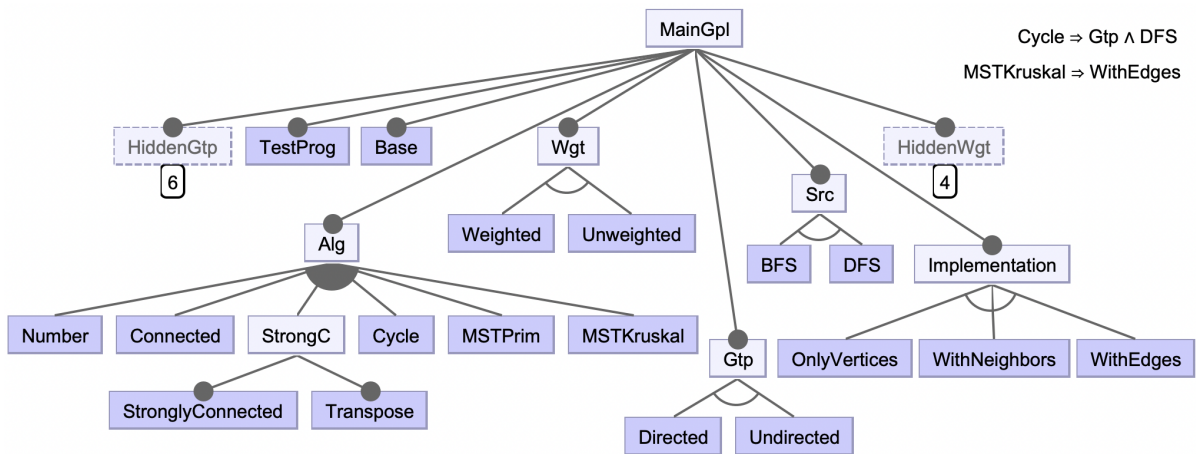 MainGpl
Cycle ⇒ Gtp ∧ DFS
MSTKruskal ⇒ WithEdges
HiddenGtp
TestProg
Base
Wgt
HiddenWgt
6
4
Src
Weighted
Unweighted
Alg
BFS
DFS
Implementation
Number
Connected
StrongC
Cycle
MSTPrim
MSTKruskal
Gtp
OnlyVertices
WithNeighbors
WithEdges
StronglyConnected
Transpose
Directed
Undirected